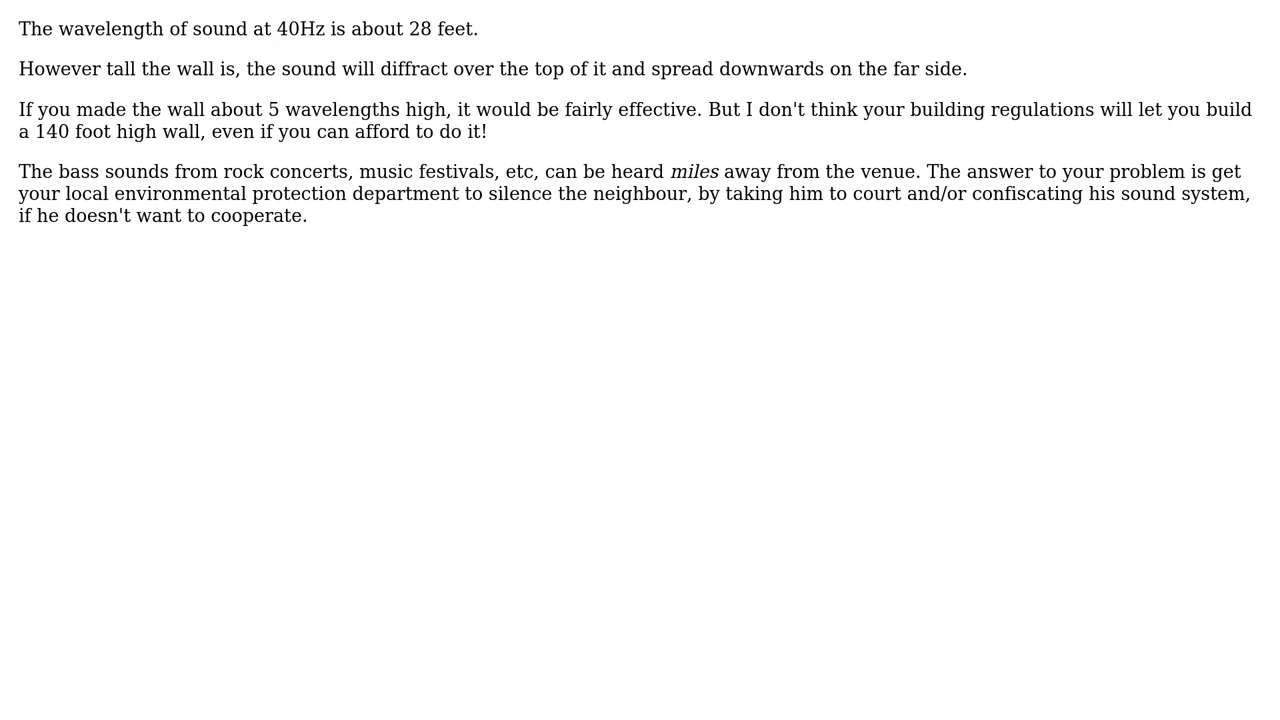 The wavelength of sound at 40Hz is about 28 feet.
However tall the wall is, the sound will diffract over the top of it and spread downwards on the far side.
If you made the wall about 5 wavelengths high, it would be fairly effective. But I don't think your building regulations will let you build
a 140 foot high wall, even if you can afford to do it!
The bass sounds from rock concerts, music festivals, etc, can be heard miles away from the venue. The answer to your problem is get
your local environmental protection department to silence the neighbour, by taking him to court and/or confiscating his sound system,
if he doesn't want to cooperate.